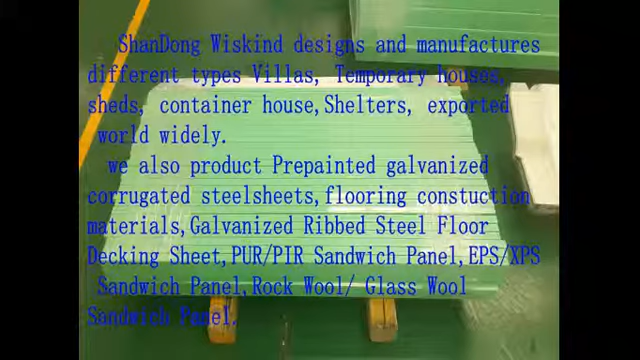 ShanDong Wiskind designs and manufactures
different types Villas, Temporary houses,
sheds, container house,Shelters, exported
world widely.
we also product Prepainted galvanized
corrugated steelsheets,flooring constuction
materials,Galvanized Ribbed Steel Floor
Decking Sheet,PUR/PIR Sandwich Panel,EPS/XPS
Sandwich Panel,Rock Wool/ Glass Wool
Sandwich Panel.